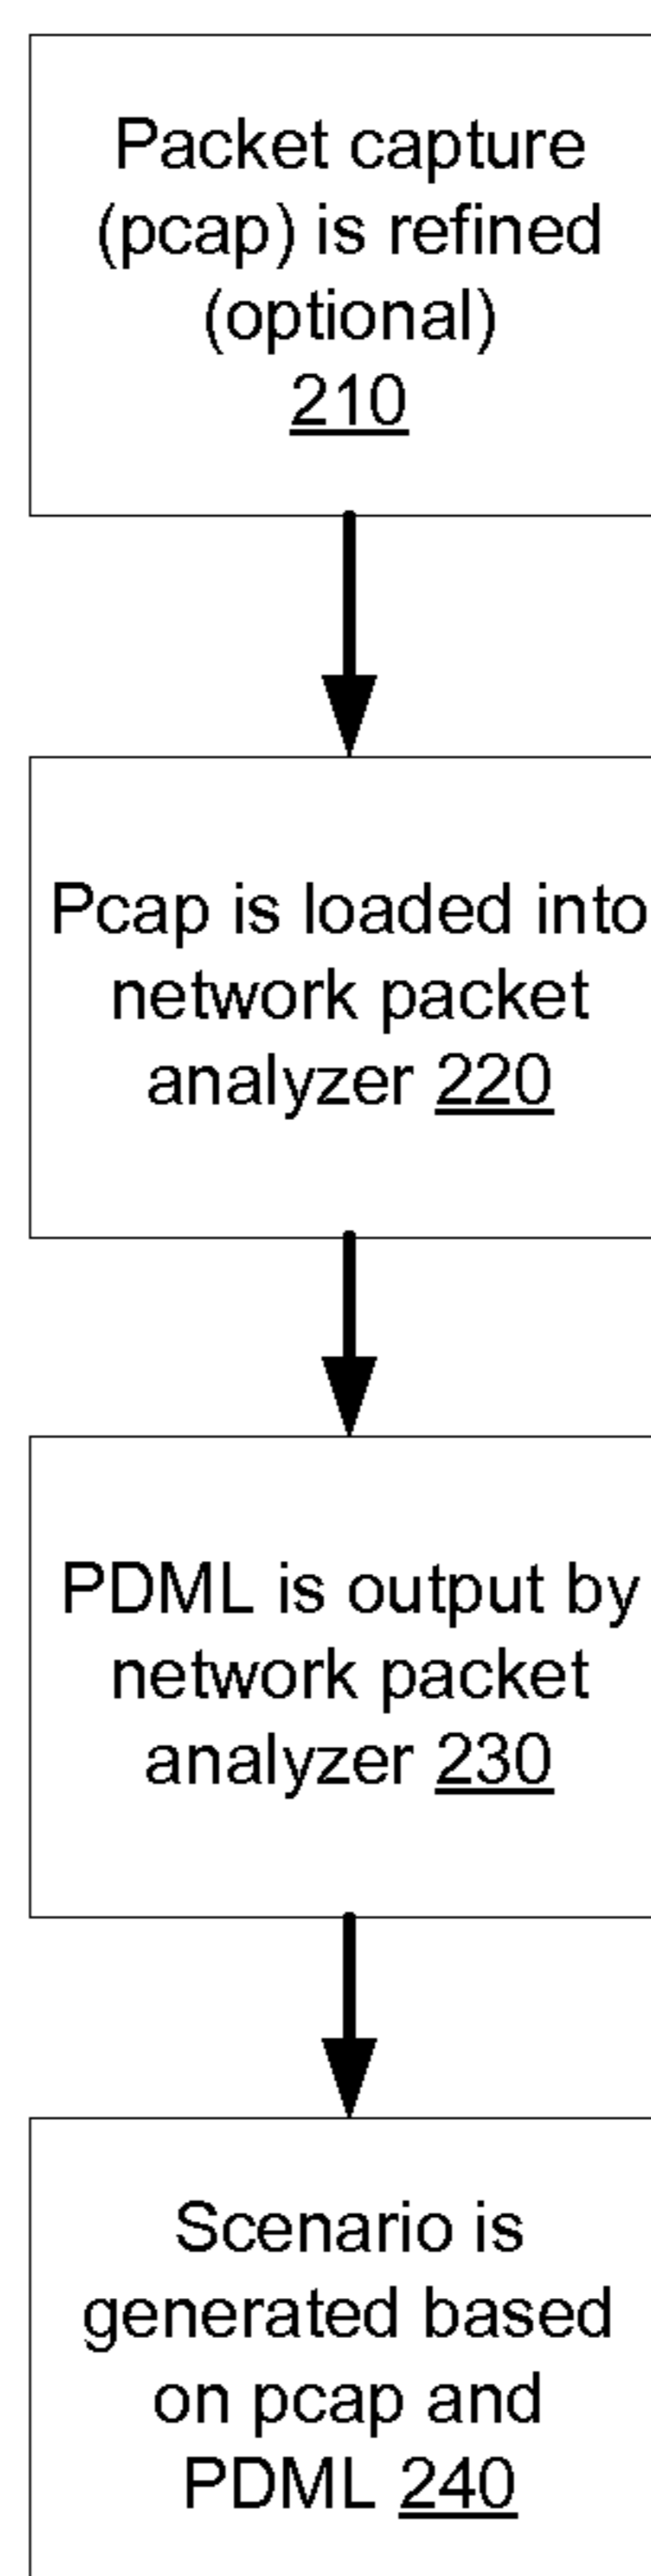 Packet capture
(pcap) is refined
(optional)
210
Pcap is loaded into
network packet
analyzer 220
PDML is output by
network packet
analyzer 230
Scenario is
generated based
on pcap and
PDML 240